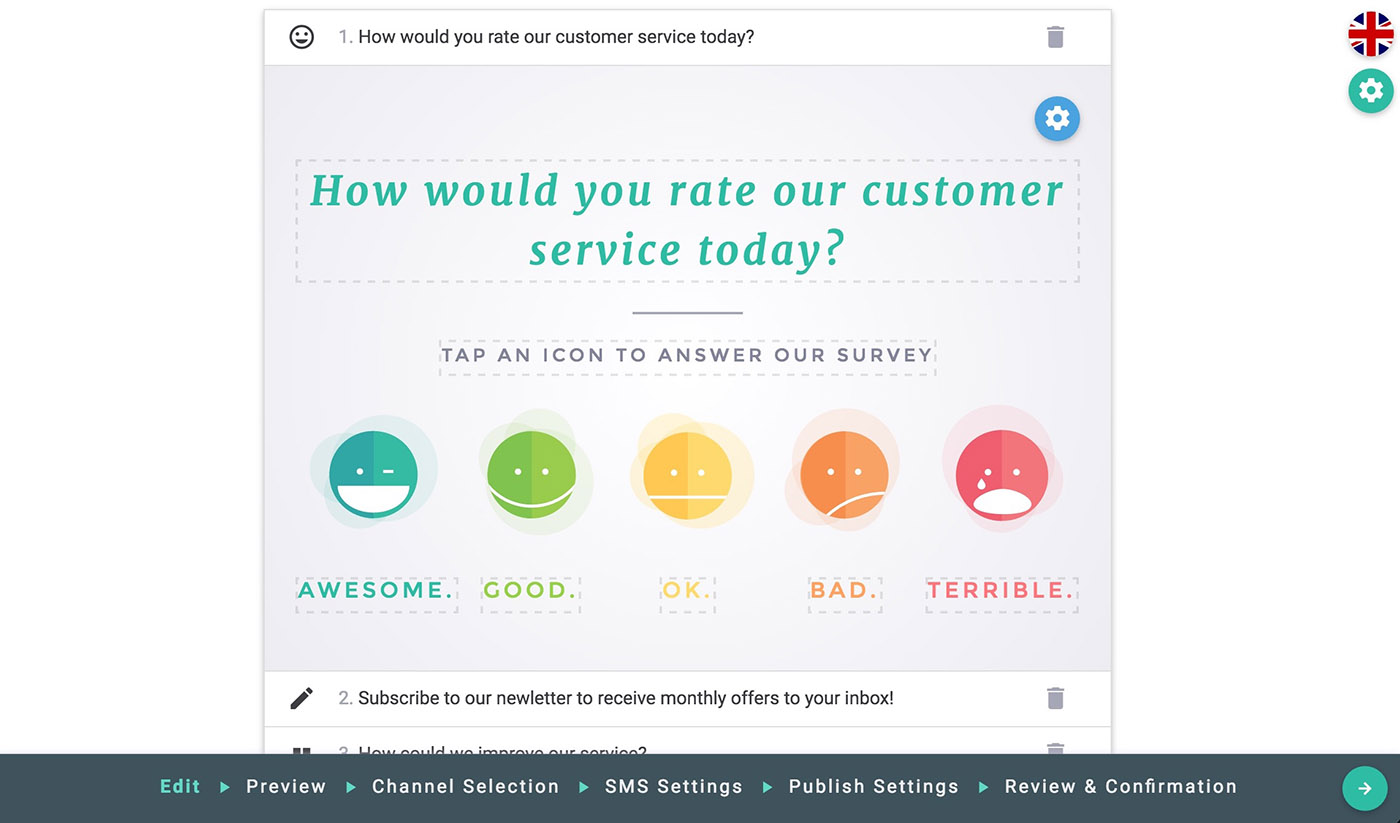 1. How would you rate our customer service today?
How would you rate our customer
service today?
TAP AN ICON TO ANSWER OUR SURVEY
AWESOME. GOOD. OK. BAD. TERRIBLE.
2. Subscribe to our newletter to receive monthly offers to your inbox!
3. How could we improve our service?
Edit Preview Channel Selection SMS Settings Publish Settings Review & Confirmation